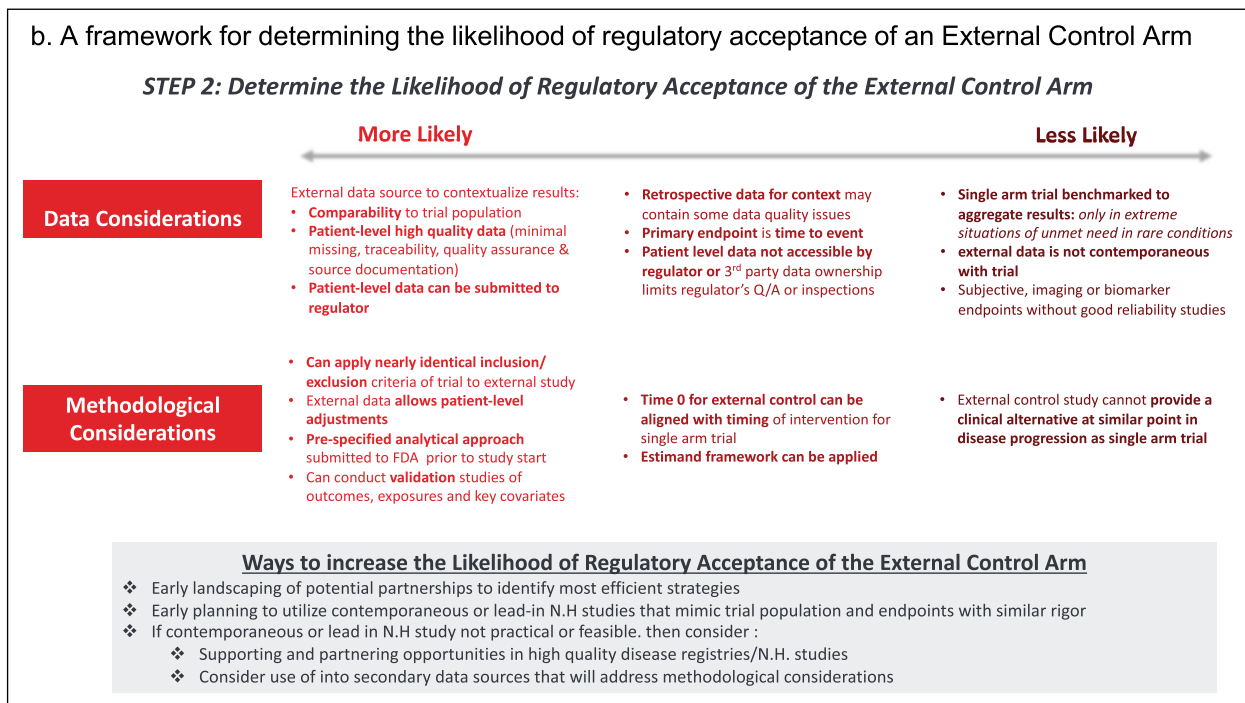 b. A framework for determining the likelihood of regulatory acceptance of an External Control Arm
STEP 2: Determine the Likelihood of Regulatory Acceptance of the External Control Arm
More Likely
Less Likely
Data Considerations
External data source to contextualize results:
• Comparability to trial population
• Patient-level high quality data (minimal
missing, traceability, quality assurance &
source documentation)
• Patient-level data can be submitted to
regulator
• Retrospective data for context may
contain some data quality issues
• Primary endpoint is time to event
• Patient level data not accessible by
regulator or 3rd party data ownership
limits regulator's Q/A or inspections
• Single arm trial benchmarked to
aggregate results: only in extreme
situations of unmet need in rare conditions
• external data is not contemporaneous
with trial
• Subjective, imaging or biomarker
endpoints without good reliability studies
Methodological
Considerations
• Can apply nearly identical inclusion/
exclusion criteria of trial to external study
• External data allows patient-level
adjustments
• Pre-specified analytical approach
submitted to FDA prior to study start
• Can conduct validation studies of
outcomes, exposures and key covariates
• Time 0 for external control can be
aligned with timing of intervention for
single arm trial
• Estimand framework can be applied
• External control study cannot provide a
clinical alternative at similar point in
disease progression as single arm trial
Ways to increase the Likelihood of Regulatory Acceptance of the External Control Arm
❖ Early landscaping of potential partnerships to identify most efficient strategies
❖ Early planning to utilize contemporaneous or lead-in N.H studies that mimic trial population and endpoints with similar rigor
❖ If contemporaneous or lead in N.H study not practical or feasible. then consider :
❖ Supporting and partnering opportunities in high quality disease registries/N.H. studies
❖ Consider use of into secondary data sources that will address methodological considerations